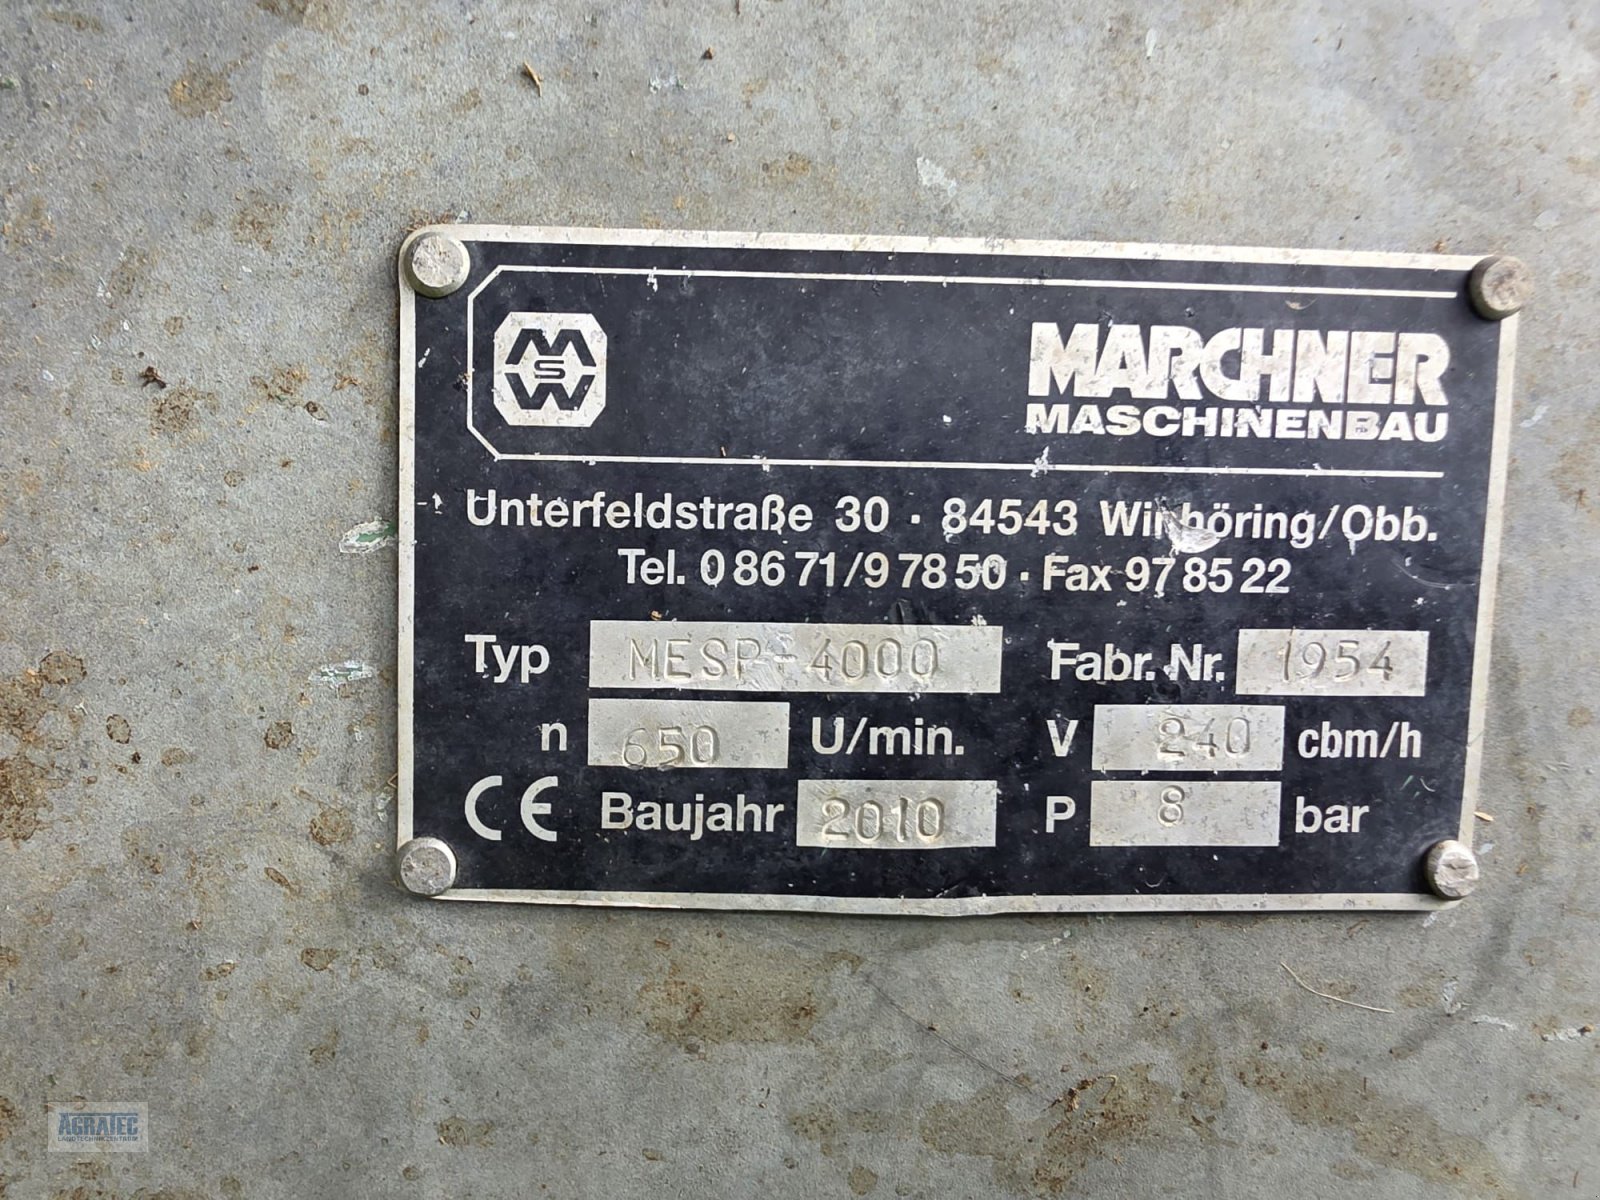 MSW
MARCHNER
MASCHINENBAU
Unterfeldstraße 30 · 84543 Winhöring/Obb.
Tel. 0 86 71/9 78 50 · Fax 97 85 22
Typ MESP-4000 Fabr. Nr. 1954
n 650 U/min. V 240 cbm/h
CE Baujahr 2010 P 8 bar
AGRATEC
LANDTECHNIKZENTRUM